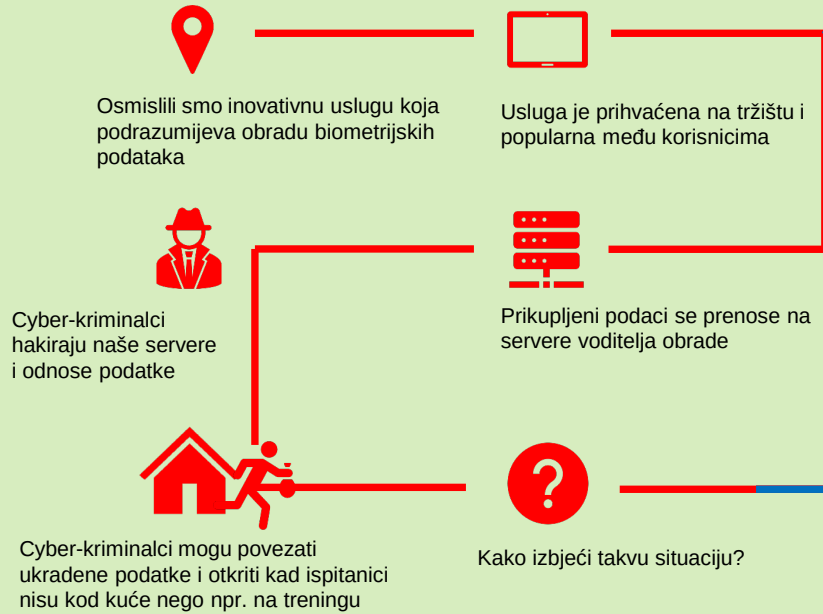 Osmislili smo inovativnu uslugu koja
podrazumijeva obradu biometrijskih
podataka
Usluga je prihvaćena na tržištu i
popularna među korisnicima
Prikupljeni podaci se prenose na
servere voditelja obrade
Cyber-kriminalci
hakiraju naše servere
i odnose podatke
Cyber-kriminalci mogu povezati
ukradene podatke i otkriti kad ispitanici
nisu kod kuće nego npr. na treningu
?
Kako izbjeći takvu situaciju?